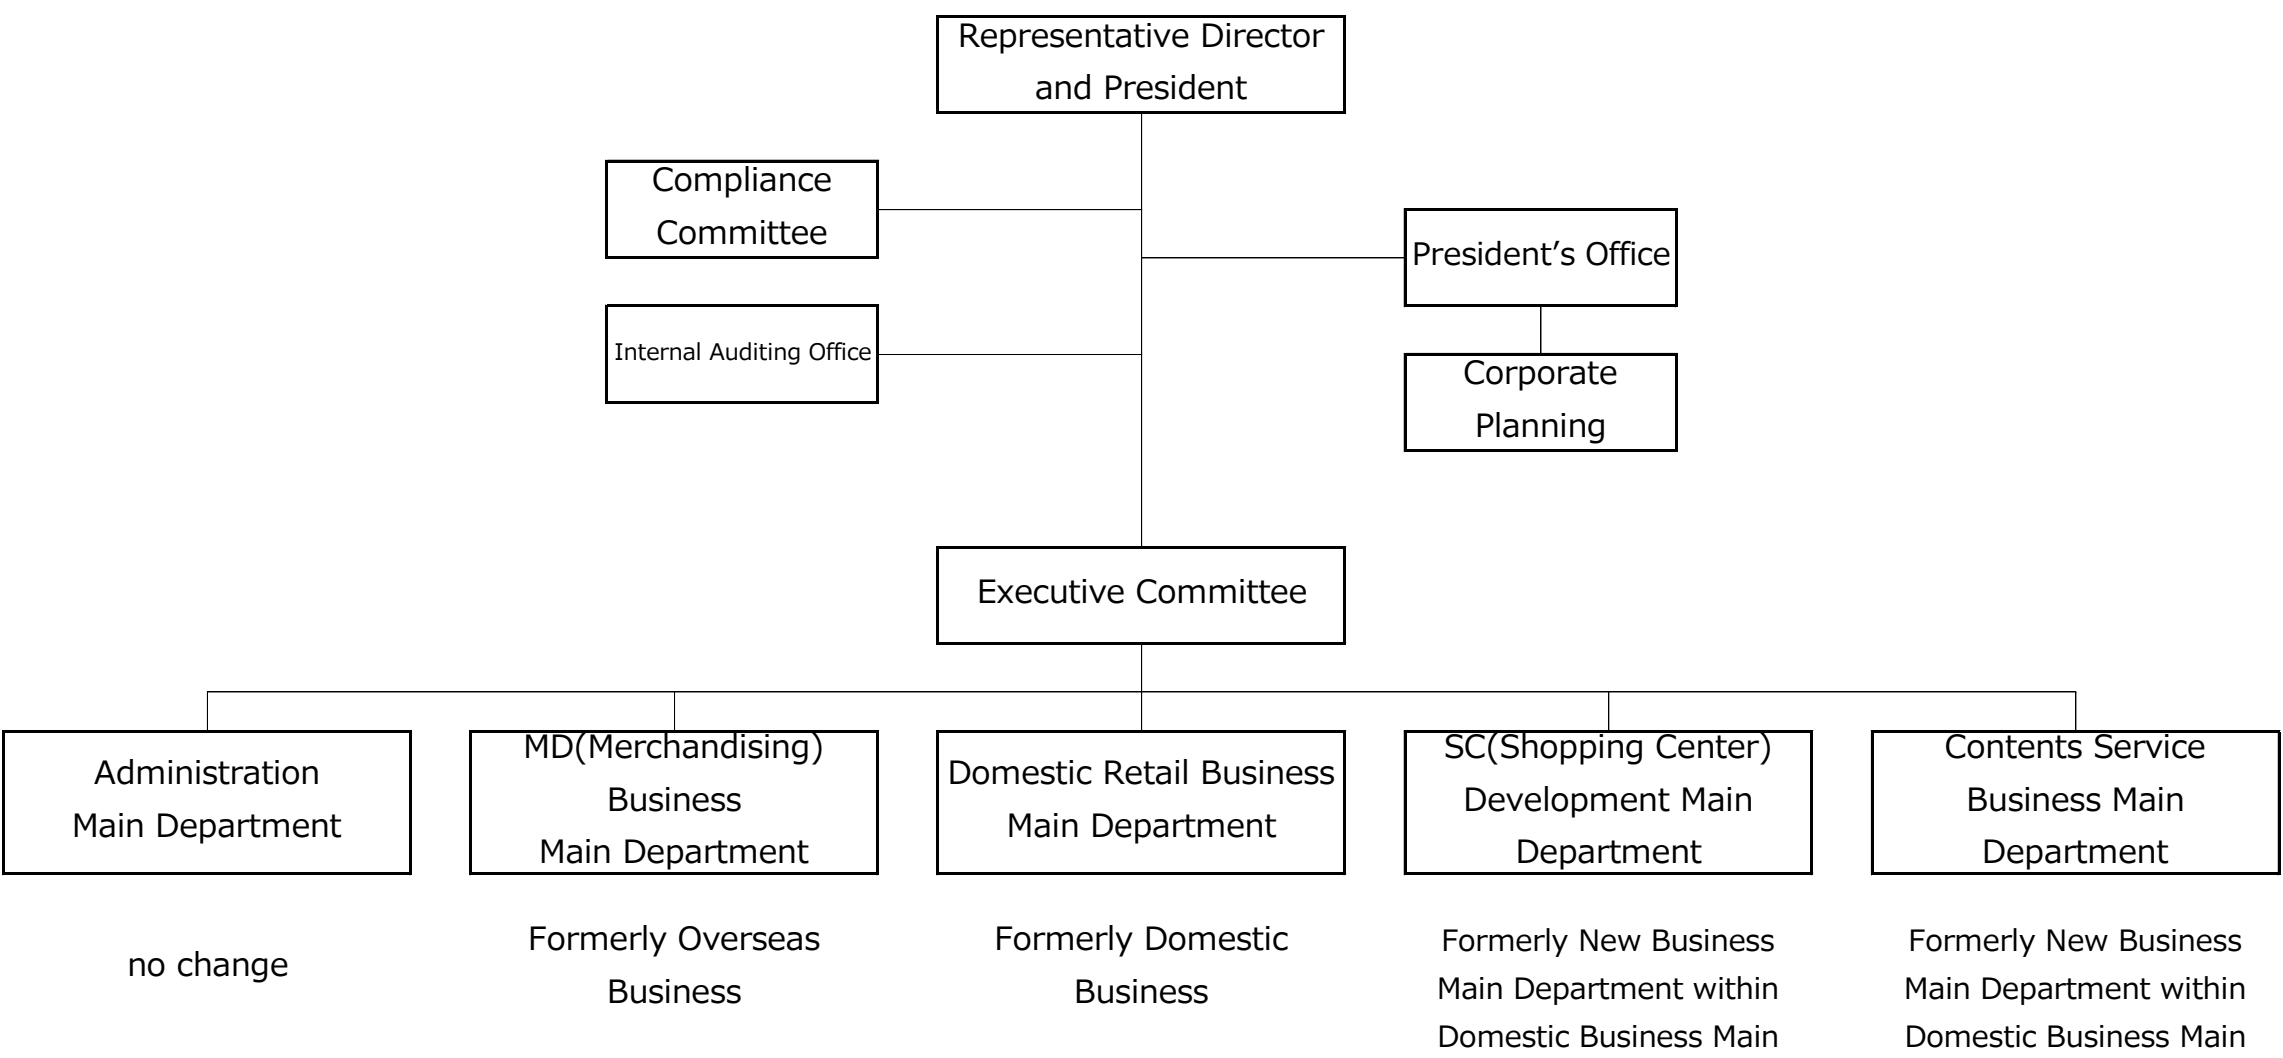 Representative Director
and President
Compliance
Committee
President’s Office
Internal Auditing Office
Corporate
Planning
Executive Committee
Administration
Main Department
MD(Merchandising)
Business
Main Department
Domestic Retail Business
Main Department
SC(Shopping Center)
Development Main
Department
Contents Service
Business Main
Department
no change
Formerly Overseas
Business
Formerly Domestic
Business
Formerly New Business
Main Department within
Domestic Business Main
Formerly New Business
Main Department within
Domestic Business Main